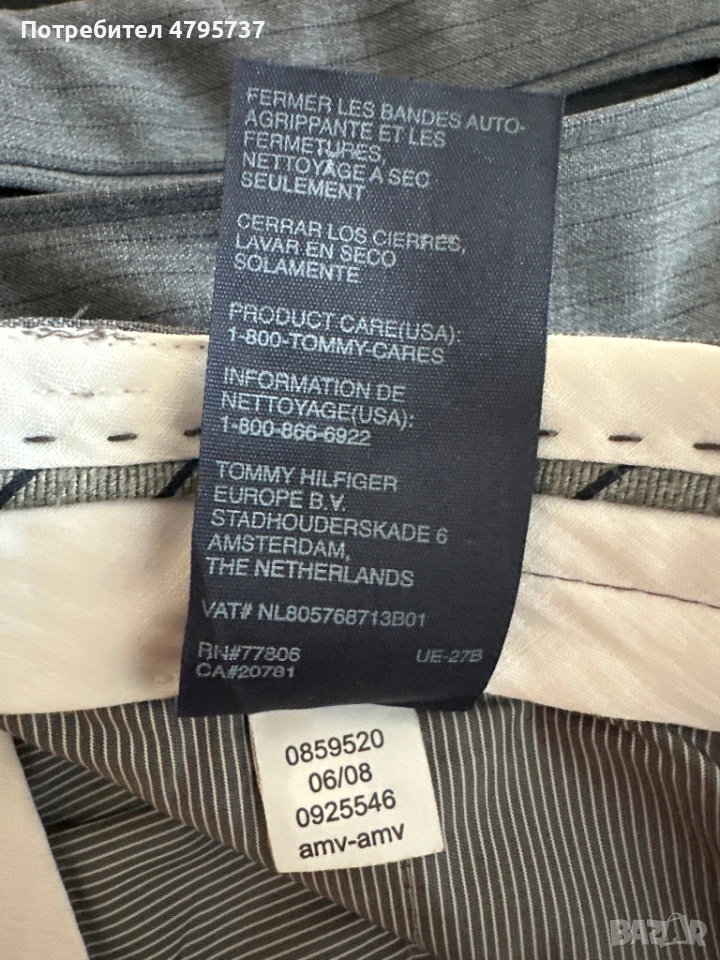 Потребител 4795737
FERMER LES BANDES AUTO-
AGRIPPANTE ET LES
FERMETURES,
NETTOYAGE A SEC
SEULEMENT
CERRAR LOS CIERRES,
LAVAR EN SECO
SOLAMENTE
PRODUCT CARE(USA):
1-800-TOMMY-CARES
INFORMATION DE
NETTOYAGE(USA):
1-800-866-6922
TOMMY HILFIGER
EUROPE B.V.
STADHOUDERSKADE 6
AMSTERDAM,
THE NETHERLANDS
VAT# NL805768713B01
RN#77806 UE-27B
CA#20781
0859520
06/08
0925546
amv-amv
BAZAR